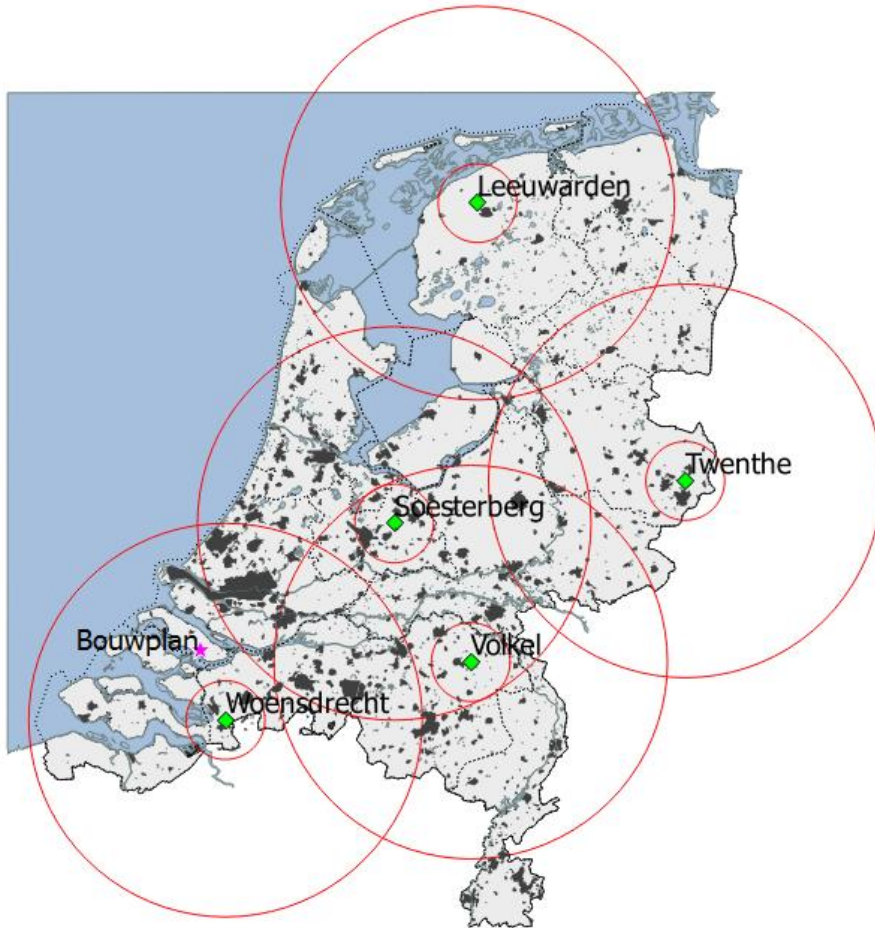 Leeuwarden
Twenthe
Soesterberg
Bouwplan
Volkel
Woensdrecht